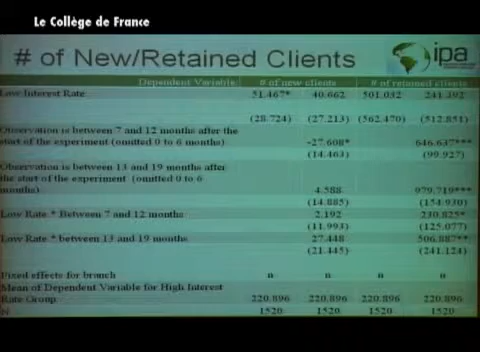 Le Collège de France
# of New/Retained Clients
ipa
Dependent Variable: # of new clients # of retained clients
Low Interest Rate 51.467* 40.662 501.032 241.392
(28.724) (27.213) (562.470) (512.851)
Observation is between 7 and 12 months after the
start of the experiment (omitted 0 to 6 months) -27.608* 646.637***
(14.463) (99.927)
Observation is between 13 and 19 months after
the start of the experiment (omitted 0 to 6
months) 4.588 979.719***
(14.885) (154.930)
Low Rate * Between 7 and 12 months 2.192 230.825*
(11.993) (125.077)
Low Rate * between 13 and 19 months 27.448 506.887**
(21.445) (241.124)
Fixed effects for branch n n n n
Mean of Dependent Variable for High Interest
Rate Group 220.896 220.896 220.896 220.896
N 1520 1520 1520 1520